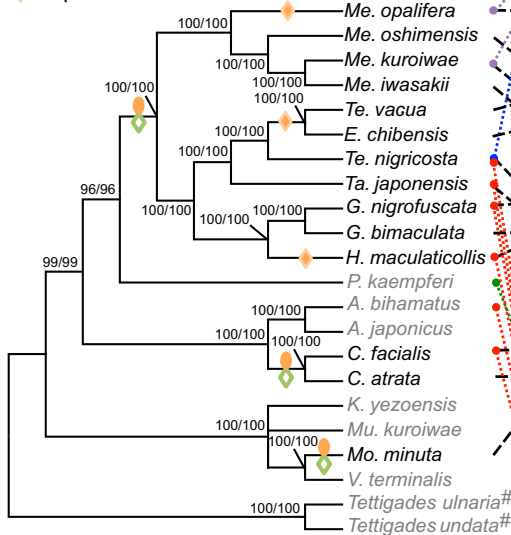 Me. opalifera
100/100
Me. oshimensis
100/100
Me. kuroiwae
100/100
100/100
Me. iwasakii
100/100
Te. vacua
E. chibensis
100/100
100/100
Te. nigricosta
Ta. japonensis
96/96
100/100
100/100
100/100
G. nigrofuscata
G. bimaculata
H. maculaticollis
99/99
P. kaempferi
A. bihamatus
100/100
A. japonicus
100/100
C. facialis
C. atrata
K. yezoensis
100/100
Mu. kuroiwae
100/100
Mo. minuta
V. terminalis
Tettigades ulnaria#
100/100
Tettigades undata#